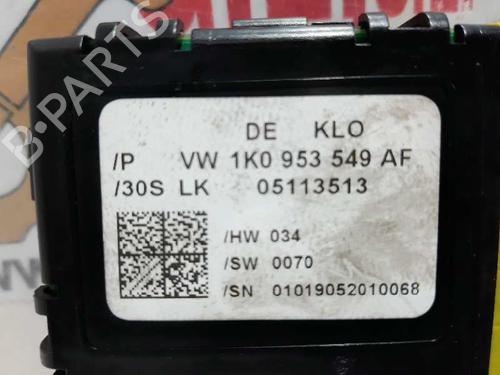 B-PARTS
DE KLO
/P VW 1K0 953 549 AF
/30S LK 05113513
/HW 034
/SW 0070
/SN 01019052010068